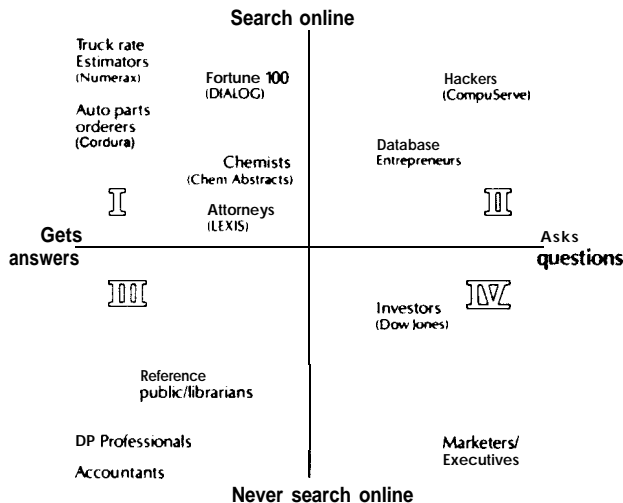 Search online
Truck rate
Estimators
(Numerax)
Fortune 100
(DIALOG)
Hackers
(CompuServe)
Auto parts
orderers
(Cordura)
Database
Entrepreneurs
Chemists
(Chem Abstracts)
I
Attorneys
(LEXIS)
II
Gets
answers
Asks
questions
III
Investors
(Dow Jones)
IV
Reference
public/librarians
DP Professionals
Accountants
Marketers/
Executives
Never search online